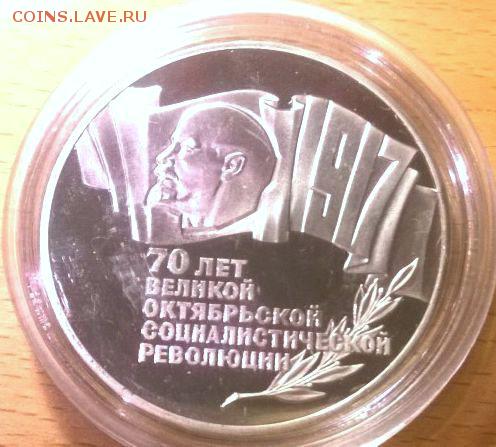 COINS.LAVE.RU
1917
70 ЛЕТ
ВЕЛИКОЙ
ОКТЯБРЬСКОЙ
СОЦИАЛИСТИЧЕСКОЙ
РЕВОЛЮЦИИ